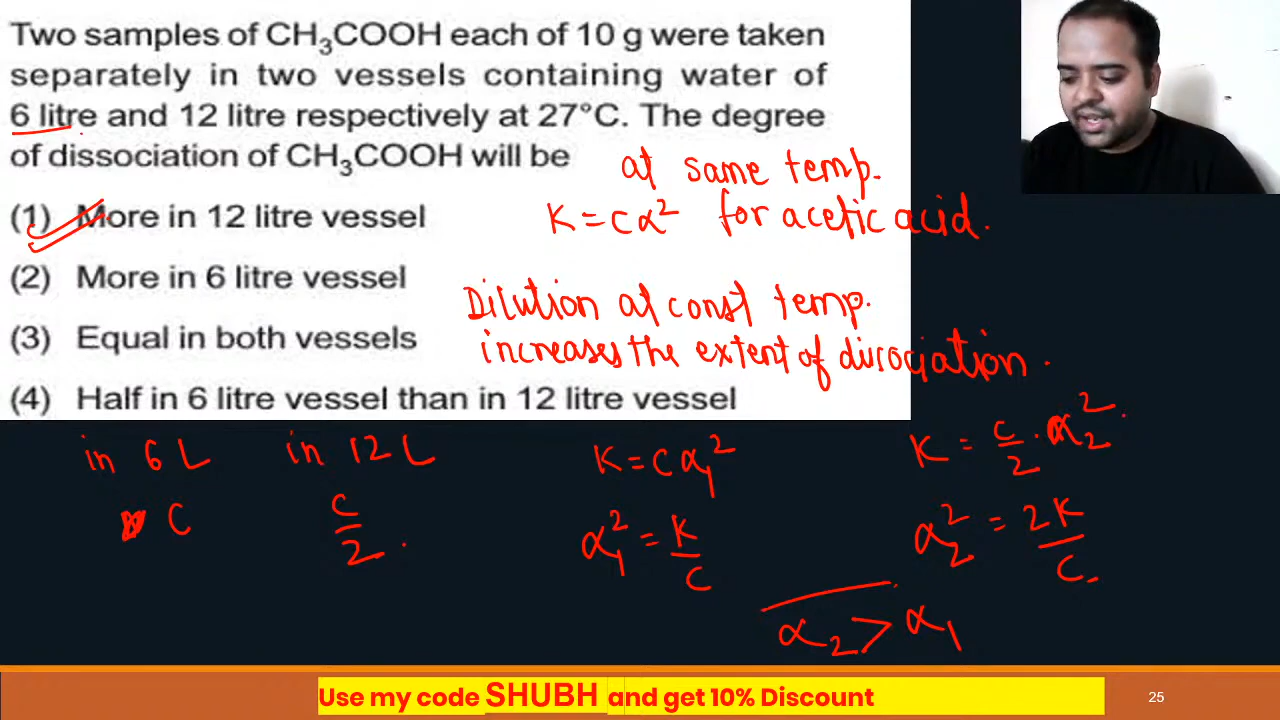 Two samples of CH₃COOH each of 10 g were taken
separately in two vessels containing water of
6 litre and 12 litre respectively at 27°C. The degree
of dissociation of CH₃COOH will be
at same temp.
(1) More in 12 litre vessel
K = Cα² for acetic acid.
(2) More in 6 litre vessel
Dilution at const temp.
(3) Equal in both vessels
increases the extent of dissociation.
(4) Half in 6 litre vessel than in 12 litre vessel
in 6 L
C
in 12 L
C/2.
K = Cα₁²
α₁² = K/C
K = C/2 . α₂².
α₂² = 2K/C.
α₂ > α₁
Use my code SHUBH and get 10% Discount
25